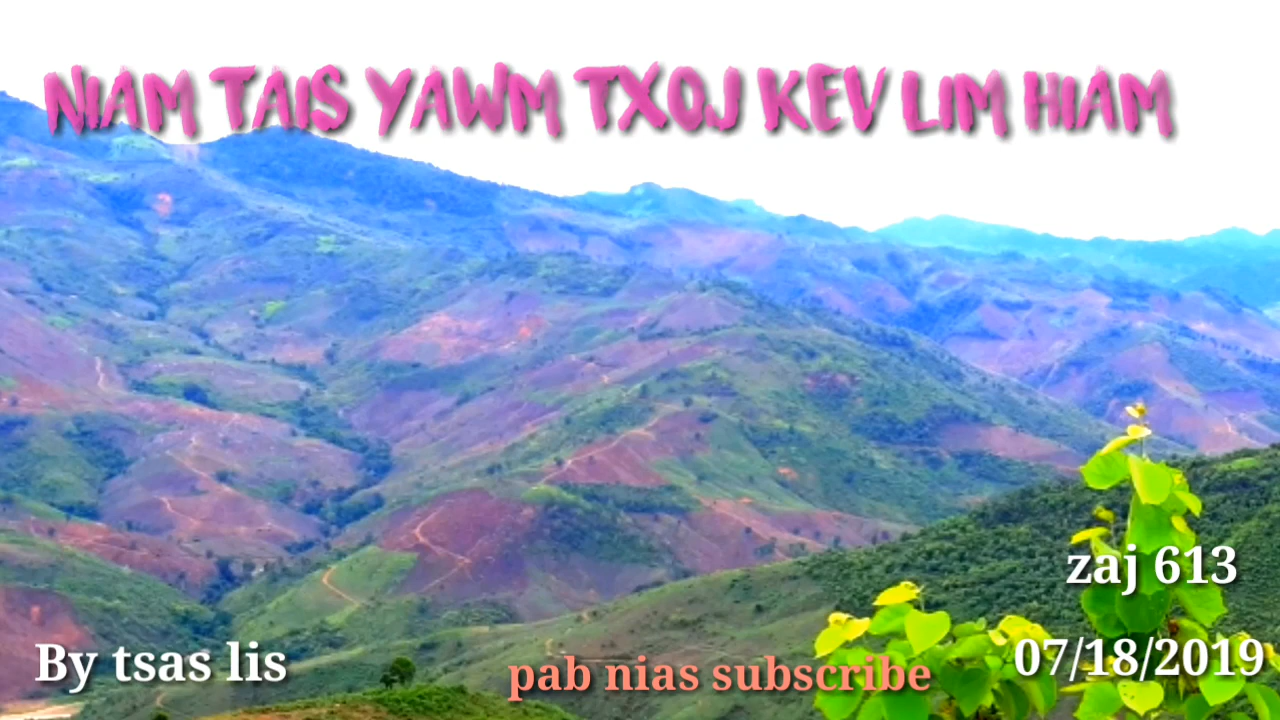 NIAM TAIS YAWM TXOJ KEV LIM HIAM
zaj 613
By tsas lis
pab nias subscribe
07/18/2019